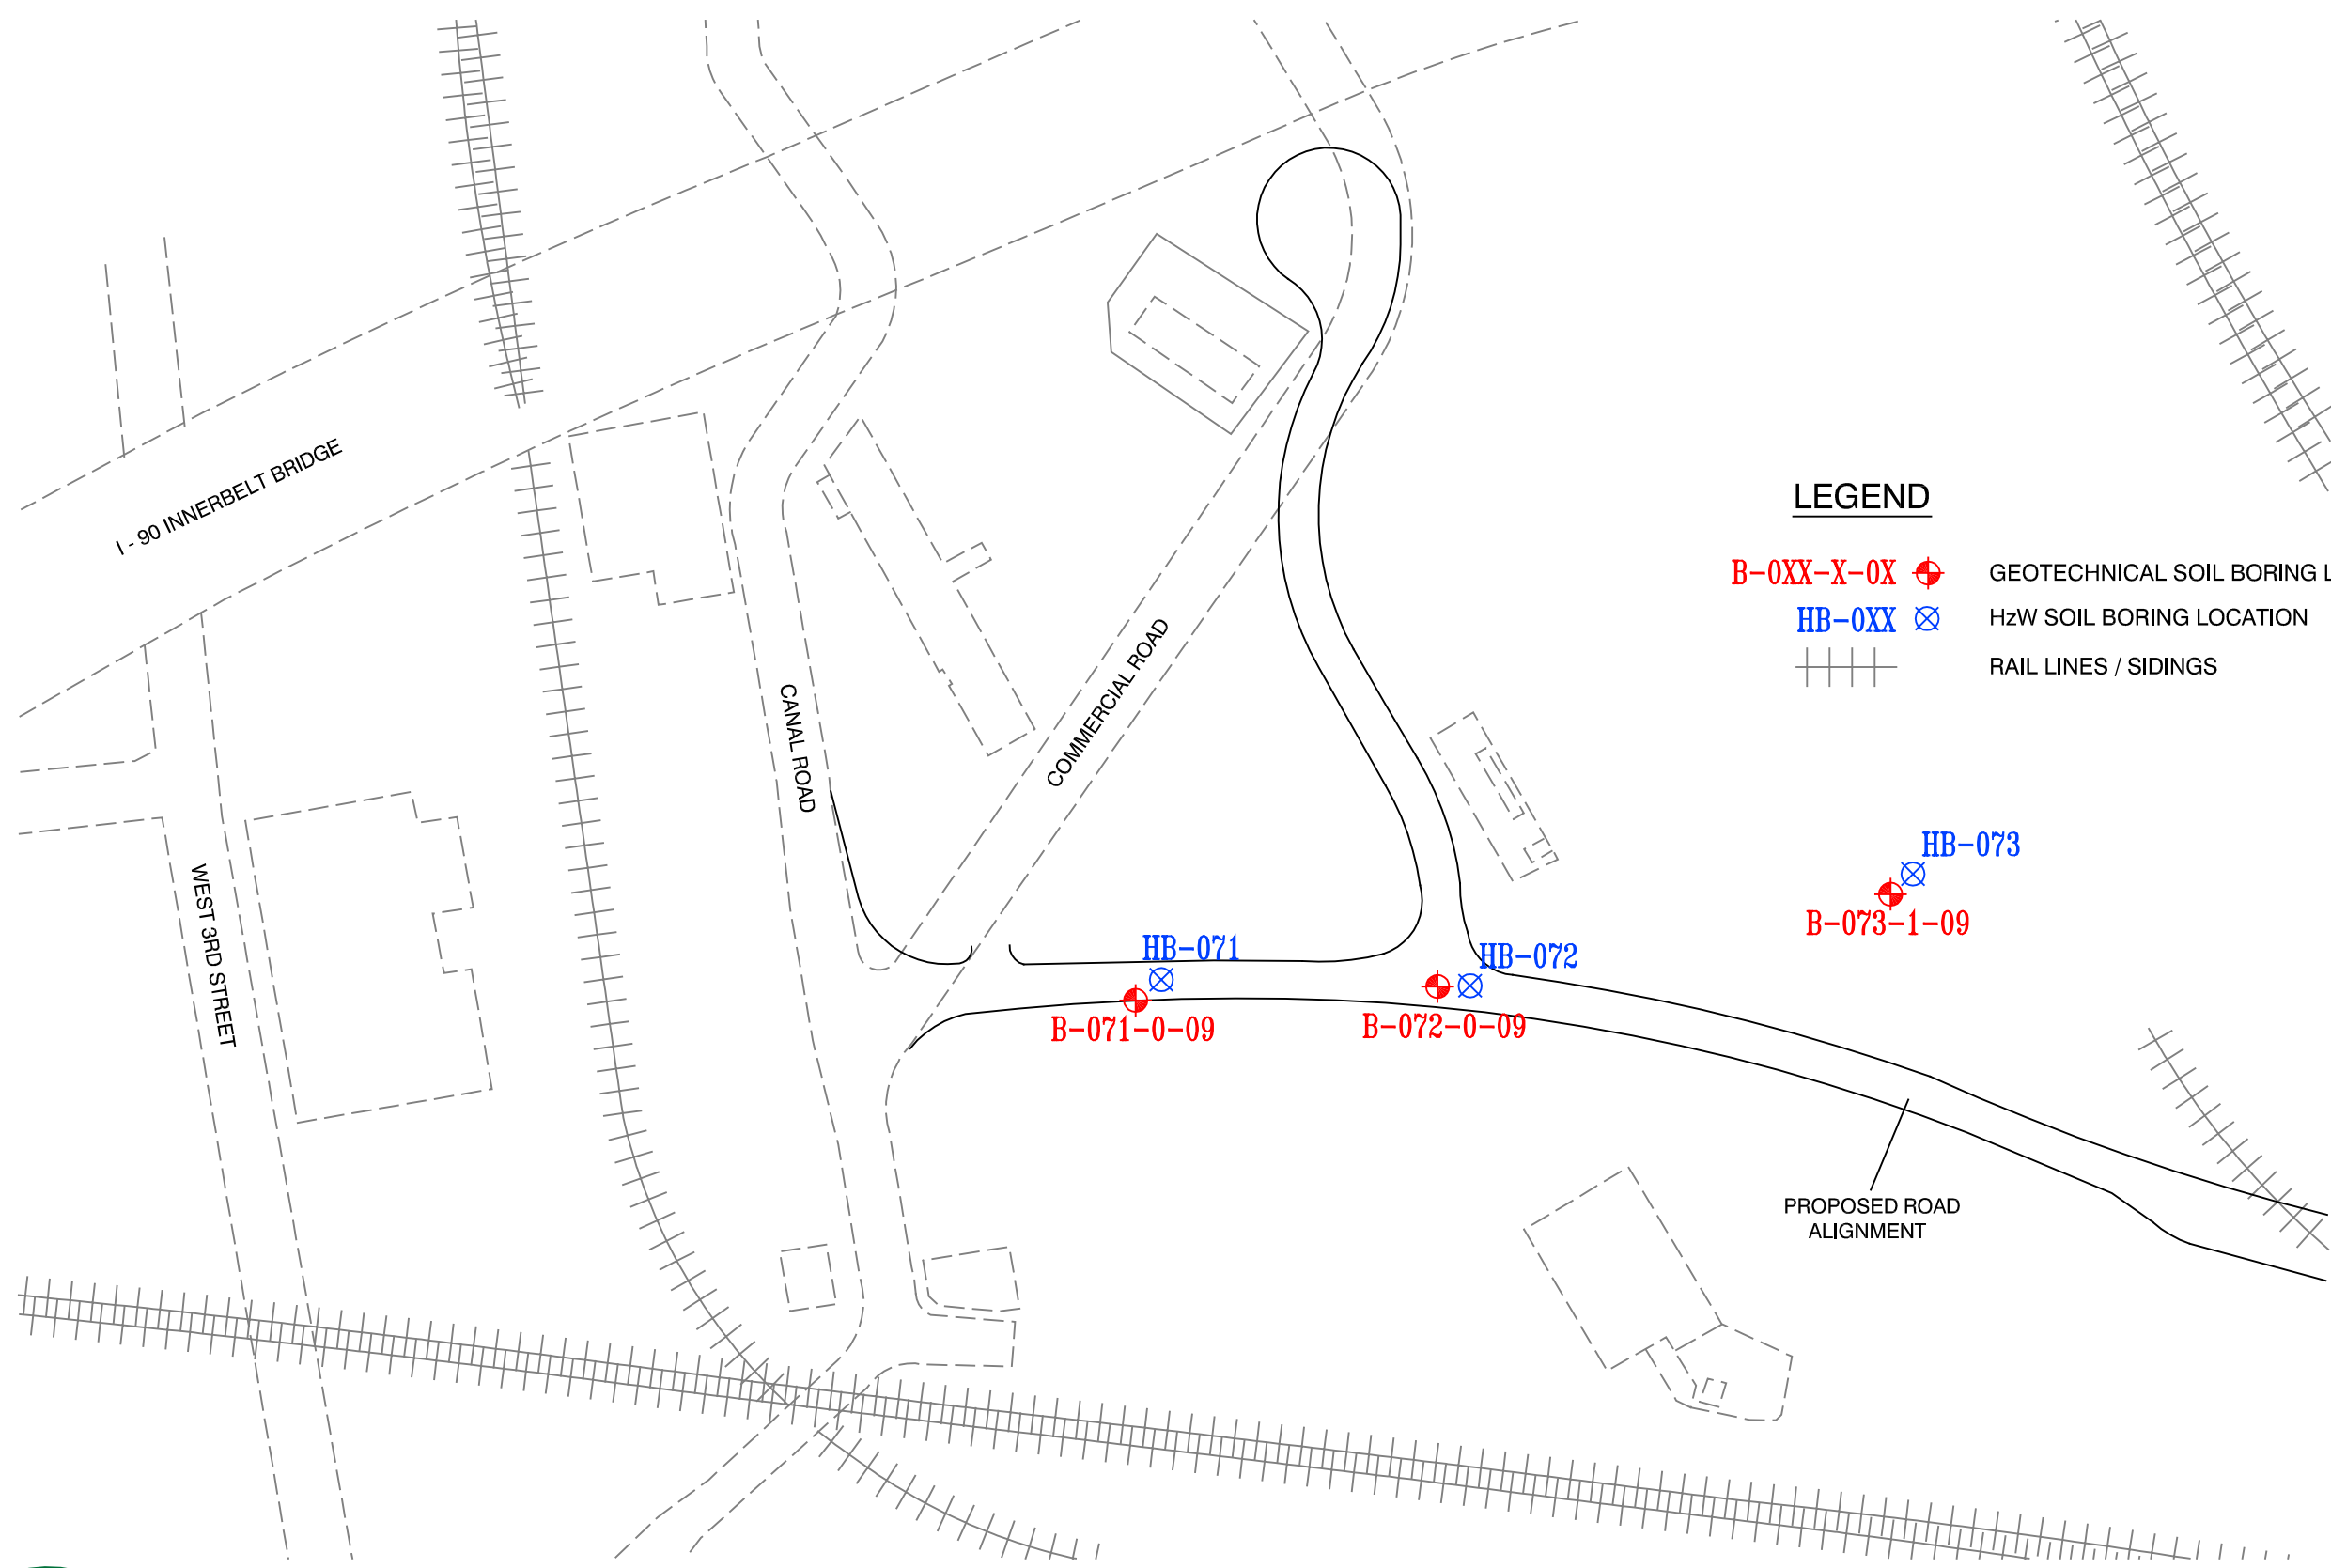 I - 90 INNERBELT BRIDGE
LEGEND
B-0XX-X-0X GEOTECHNICAL SOIL BORING
HB-0XX HzW SOIL BORING LOCATION
RAIL LINES / SIDINGS
COMMERCIAL ROAD
CANAL ROAD
WEST 3RD STREET
HB-073
B-073-1-09
HB-071
HB-072
B-071-0-09
B-072-0-09
PROPOSED ROAD
ALIGNMENT